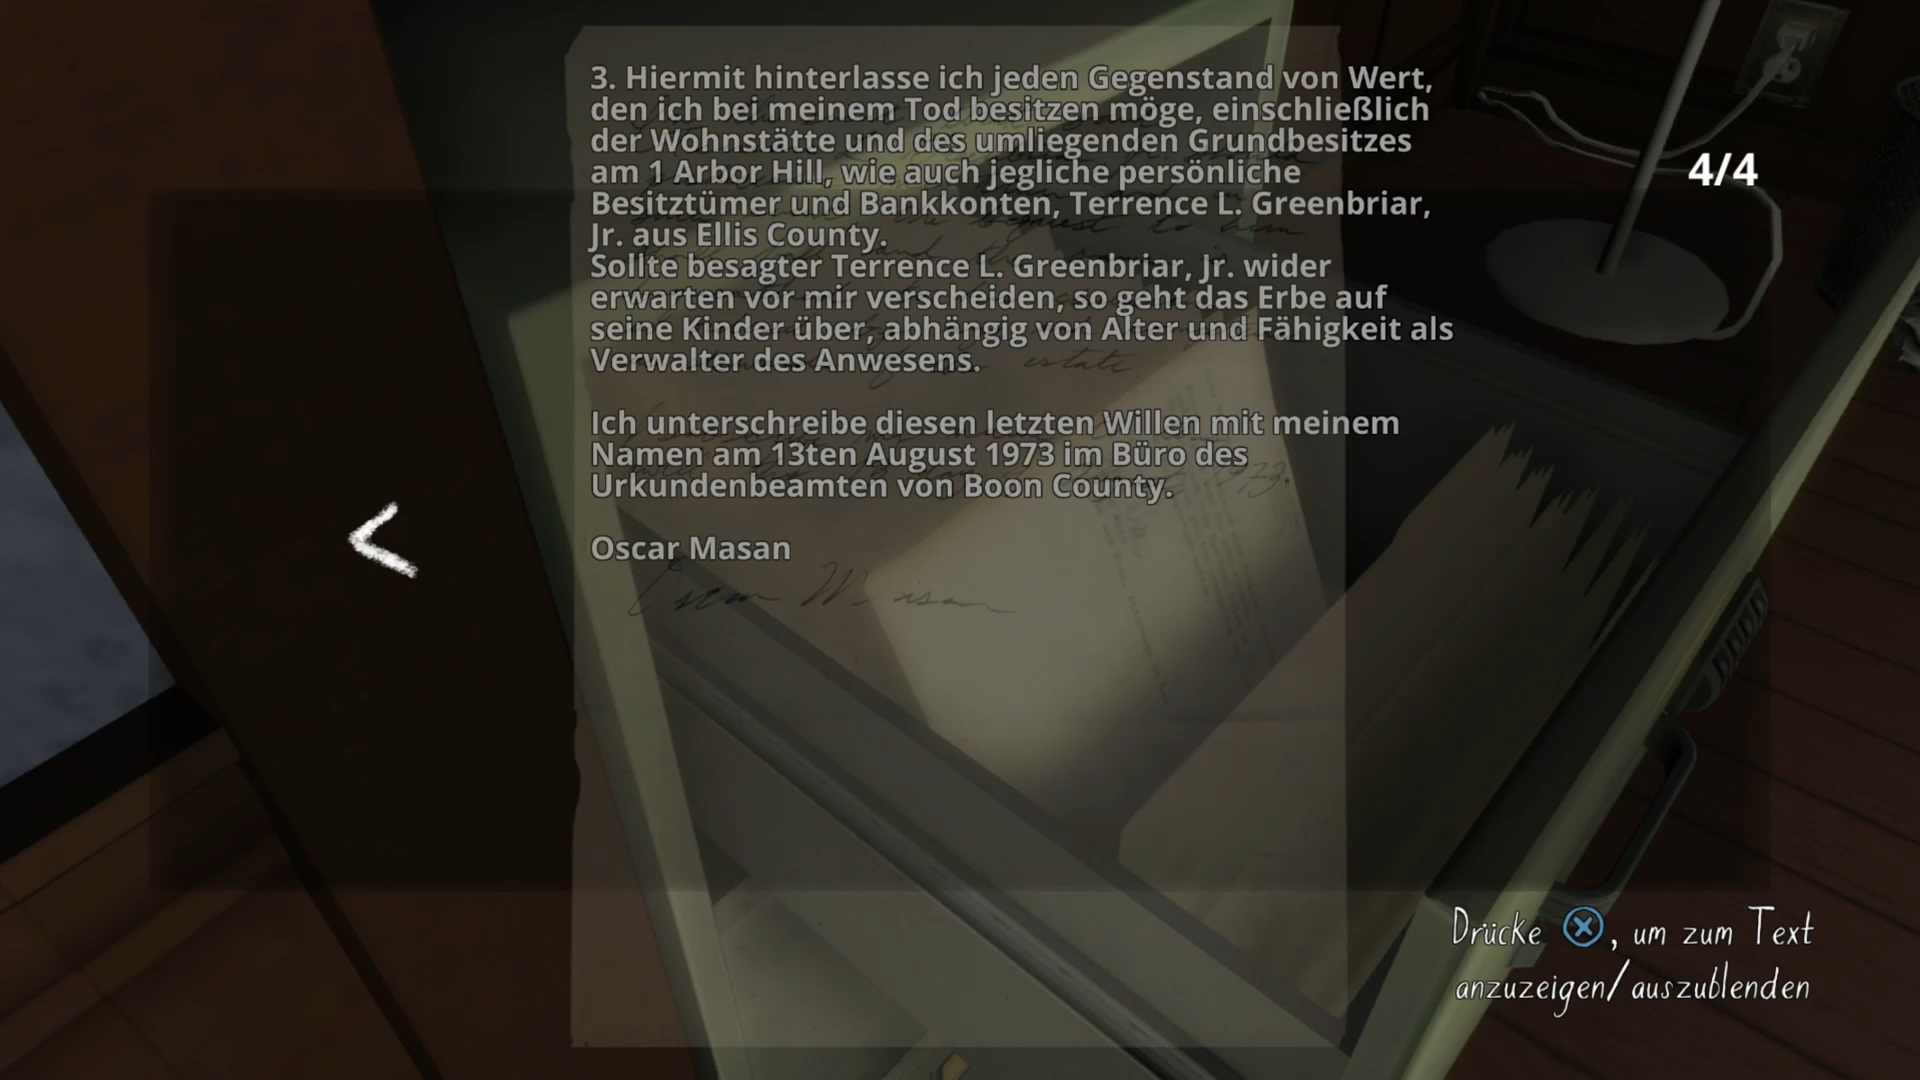 3. Hiermit hinterlasse ich jeden Gegenstand von Wert,
den ich bei meinem Tod besitzen möge, einschließlich
der Wohnstätte und des umliegenden Grundbesitzes
am 1 Arbor Hill, wie auch jegliche persönliche
Besitztümer und Bankkonten, Terrence L. Greenbriar,
Jr. aus Ellis County.
Sollte besagter Terrence L. Greenbriar, Jr. wider
erwarten vor mir verscheiden, so geht das Erbe auf
seine Kinder über, abhängig von Alter und Fähigkeit als
Verwalter des Anwesens.
Ich unterschreibe diesen letzten Willen mit meinem
Namen am 13ten August 1973 im Büro des
Urkundenbeamten von Boon County.
Oscar Masan
Oscar Masan
4/4
Drücke ⓧ, um zum Text
anzuzeigen/auszublenden